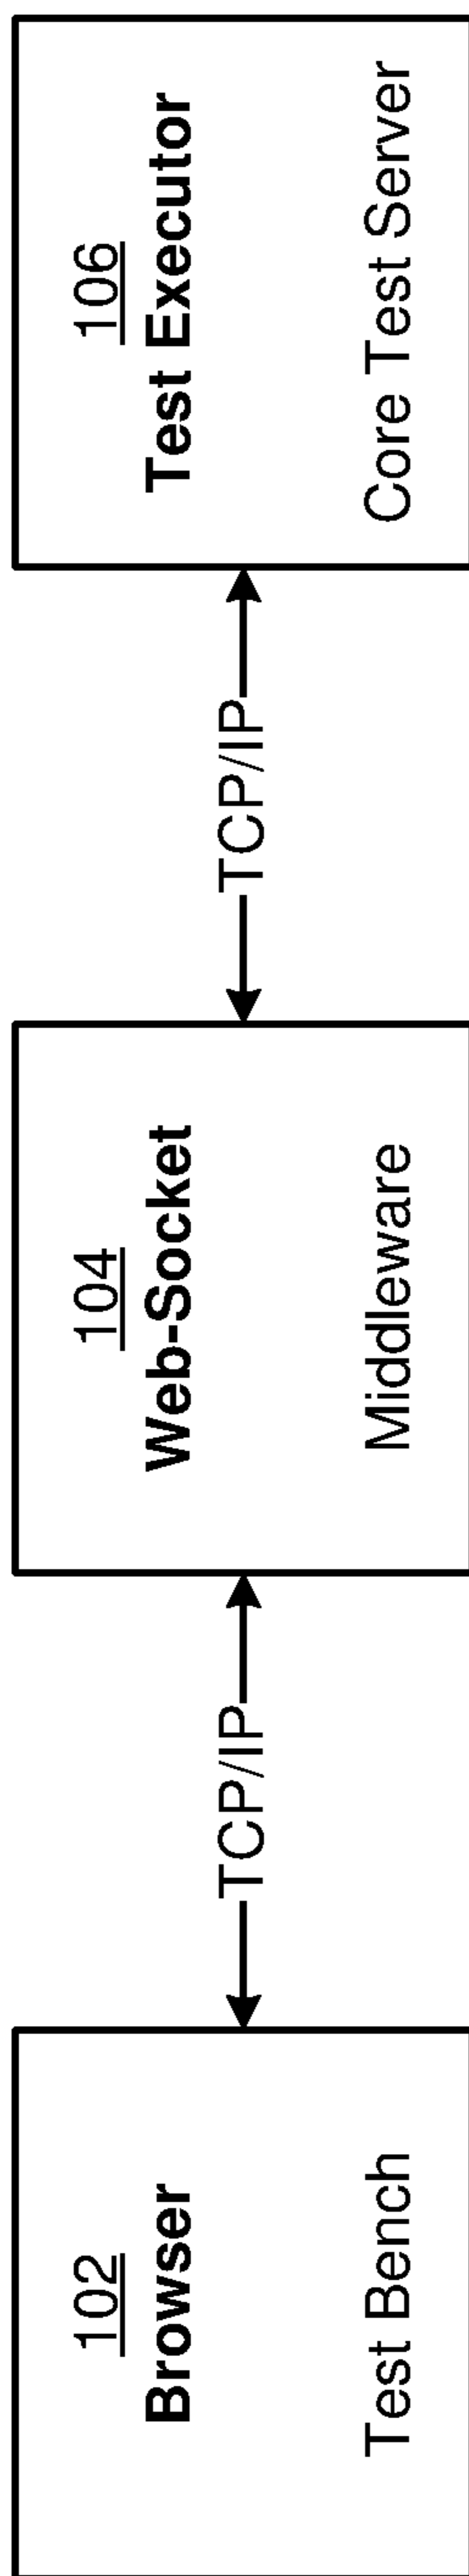 102
Browser
Test Bench
TCP/IP
104
Web-Socket
Middleware
TCP/IP
106
Test Executor
Core Test Server